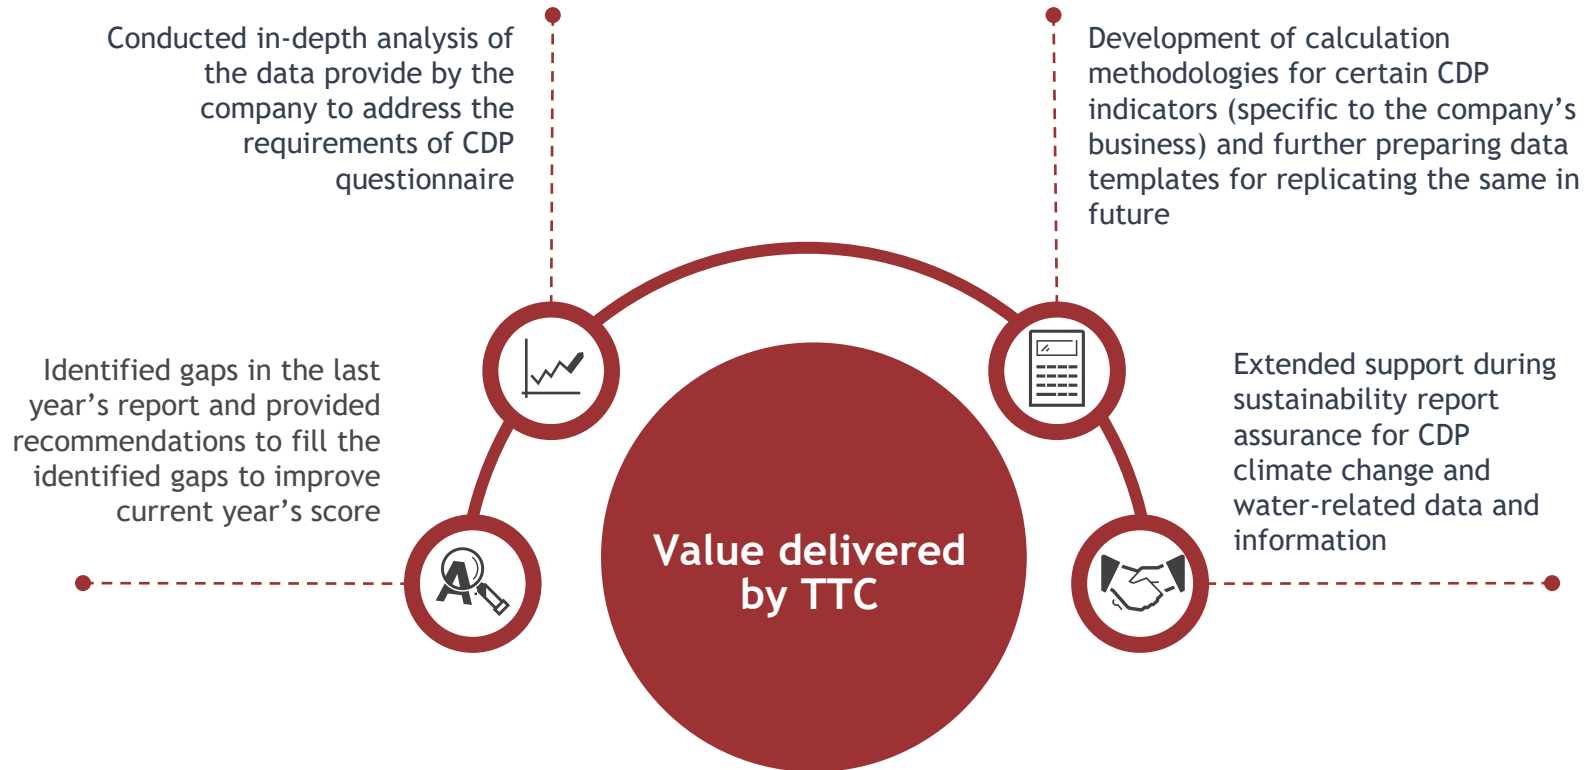 Conducted in-depth analysis of
the data provide by the
company to address the
requirements of CDP
questionnaire
Development of calculation
methodologies for certain CDP
indicators (specific to the company’s
business) and further preparing data
templates for replicating the same in
future
Identified gaps in the last
year’s report and provided
recommendations to fill the
identified gaps to improve
current year’s score
Extended support during
sustainability report
assurance for CDP
climate change and
water-related data and
information
A
Value delivered
by TTC